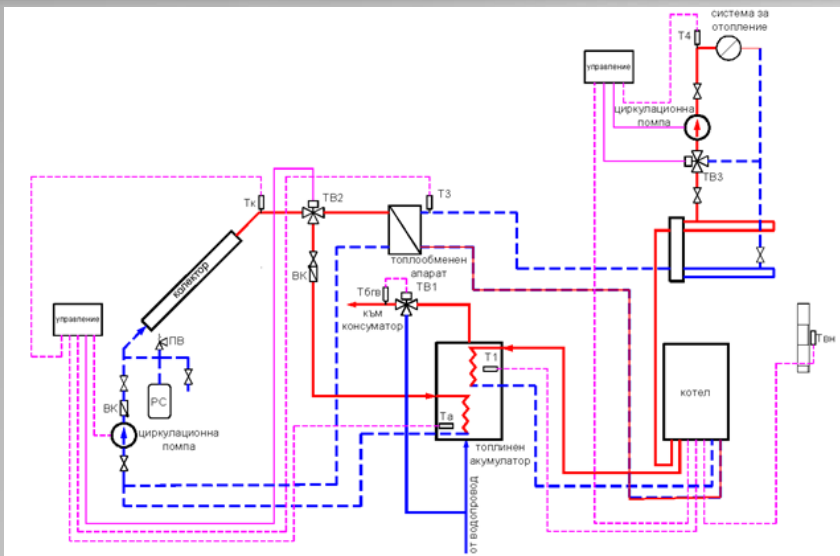 система за
отопление
T4
управление
циркулационна
помпа
ТВ3
Тк
ТВ2
Т3
топлообменен
апарат
ВК
Тбгв
ТВ1
към
консуматор
колектор
управление
ПВ
РС
ВК
циркулационна
помпа
Т1
Та
топлинен
акумулатор
от водопровод
котел
Твн